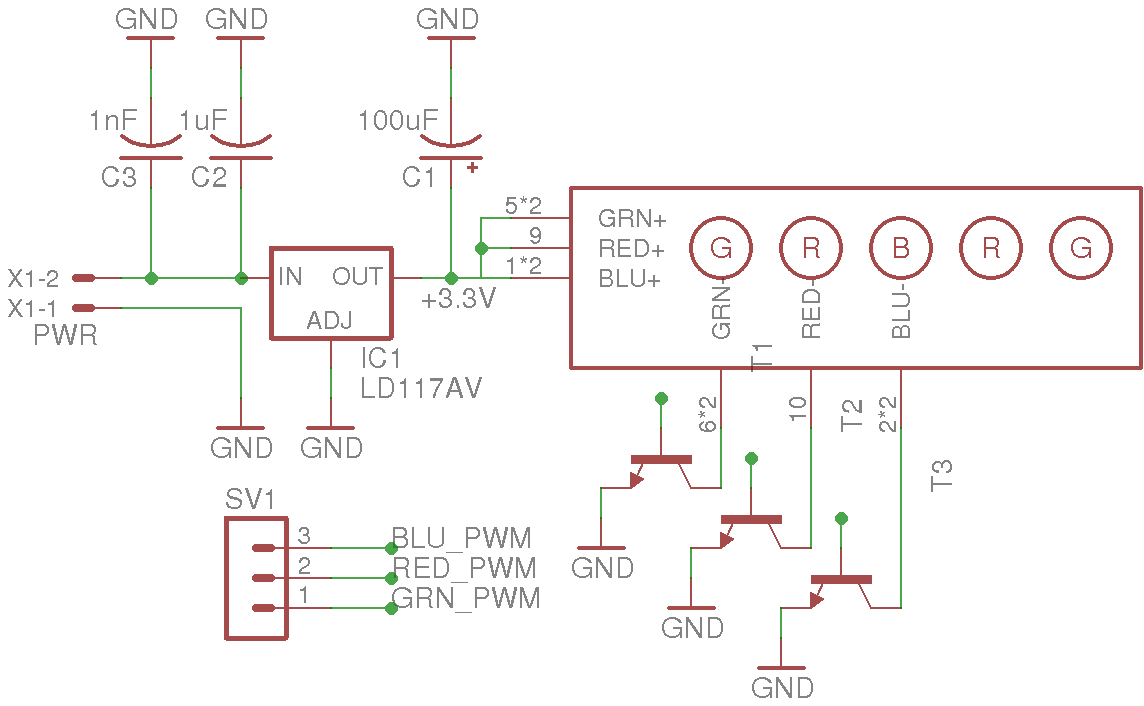 GND GND GND
1nF 1uF 100uF
C3 C2 C1 +
5*2
9
1*2
GRN+
RED+
BLU+
G R B R G
GRN-
RED-
BLU-
X1-2
X1-1
PWR
IN OUT
ADJ
+3.3V
IC1
LD117AV
GND GND
T1
6*2
10
T2
2*2
T3
SV1
3 BLU_PWM
2 RED_PWM
1 GRN_PWM
GND
GND
GND